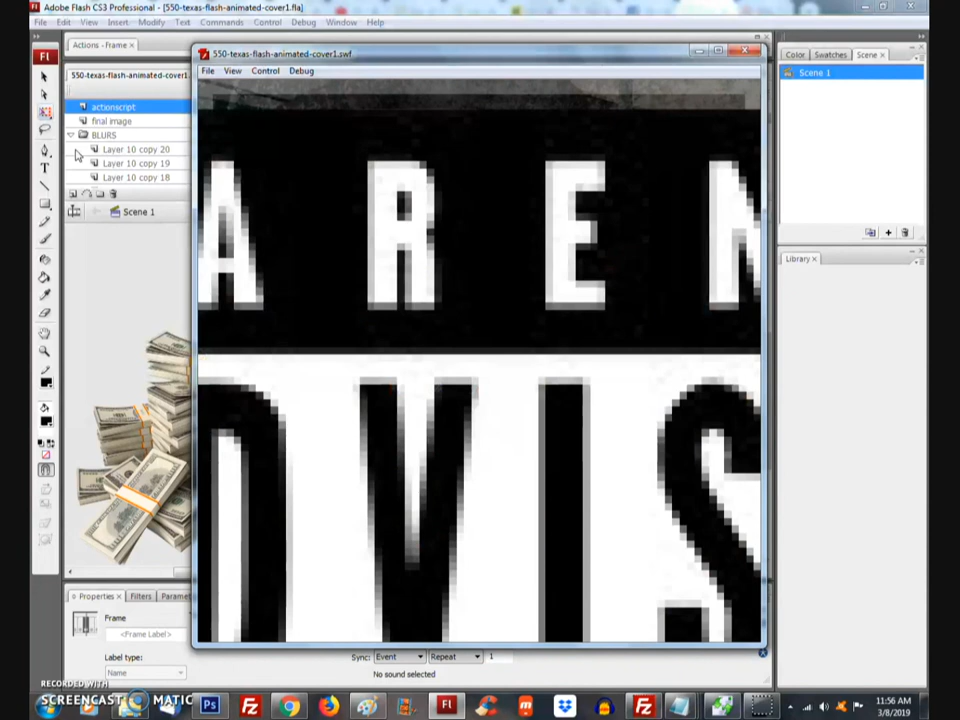 Adobe Flash CS3 Professional - [550-texas-flash-animated-cover1.fla]
File Edit View Insert Modify Text Commands Control Debug Window Help
Actions - Frame ×
550-texas-flash-animated-cover1.
actionscript
final image
BLURS
Layer 10 copy 20
Layer 10 copy 19
Layer 10 copy 18
Scene 1
550-texas-flash-animated-cover1.swf
File View Control Debug
AREN
DVIS
Color Swatches Scene ×
Scene 1
Library ×
Properties × Filters Parame
Frame
<Frame Label>
Label type:
Name
Sync: Event Repeat 1
No sound selected
RECORDED WITH
SCREENCAST MATIC
11:56 AM
3/8/2019